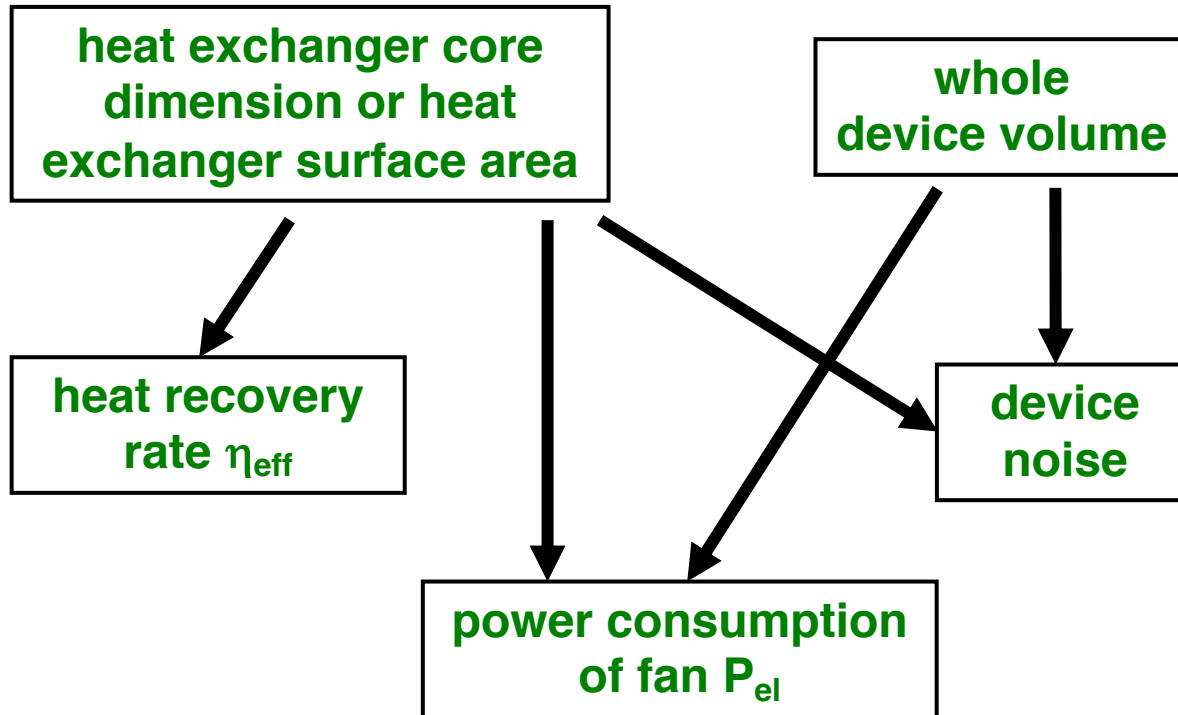 heat exchanger core
dimension or heat
exchanger surface area
whole
device volume
heat recovery
rate ηeff
device
noise
power consumption
of fan Pel